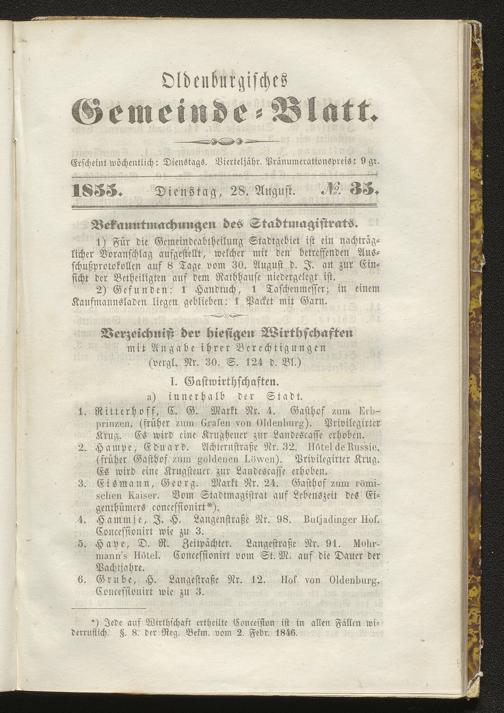 Oldenburgisches
Gemeinde-Blatt.
Erscheint wöchentlich: Dienstags. Vierteljähr. Pränumerationspreis: 9 gr.
1855. Dienstag, 28. August. № 35.
Bekanntmachungen des Stadtmagistrats.
1) Für die Gemeindeabtheilung Stadtgebiet ist ein nachträg-
licher Voranschlag aufgestellt, welcher mit den betreffenden Aus-
schußprotokollen auf 8 Tage vom 30. August d. J. an zur Ein-
sicht der Betheiligten auf dem Rathhause niedergelegt ist.
2) Gefunden: 1 Handtuch, 1 Taschenmesser; in einem
Kaufmannsladen liegen geblieben: 1 Packet mit Garn.
Verzeichniß der hiesigen Wirthschaften
mit Angabe ihrer Berechtigungen
(vergl. Nr. 30. S. 124 d. Bl.)
I. Gastwirthschaften.
a) innerhalb der Stadt.
1. Ritterhoff, C. G. Markt Nr. 4. Gasthof zum Erb-
prinzen, (früher zum Grafen von Oldenburg). Privilegirter
Krug. Es wird eine Krugheuer zur Landescasse erhoben.
2. Hampe, Eduard. Achternstraße Nr. 32. Hôtel de Russie,
(früher Gasthof zum goldenen Löwen). Privilegirter Krug.
Es wird eine Krugsteuer zur Landescasse erhoben.
3. Eismann, Georg. Markt Nr. 24. Gasthof zum römi-
schen Kaiser. Vom Stadtmagistrat auf Lebenszeit des Ei-
genthümers concessionirt*).
4. Hammje, J. H. Langenstraße Nr. 98. Butjadinger Hof.
Concessionirt wie zu 3.
5. Haye, D. R. Zeitpächter. Langestraße Nr. 91. Mohr-
mann's Hôtel. Concessionirt vom St. M. auf die Dauer der
Pachtjahre.
6. Grube, H. Langestraße Nr. 12. Hof von Oldenburg.
Concessionirt wie zu 3.
*) Jede auf Wirthschaft ertheilte Concession ist in allen Fällen wi-
derruflich. §. 8. der Reg. Bekm. vom 2. Febr. 1846.